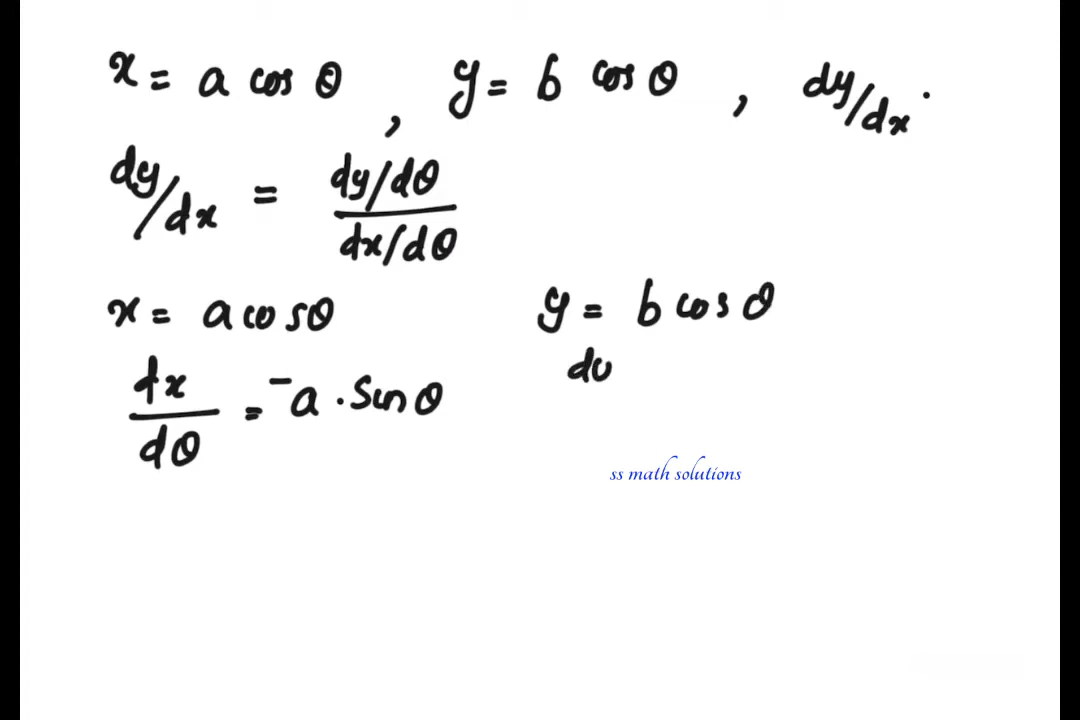 x = a cos θ , y = b cos θ , dy/dx .
dy/dx = (dy/dθ)/(dx/dθ)
x = a cos θ y = b cos θ
dx/dθ = -a . sin θ
ss math solutions